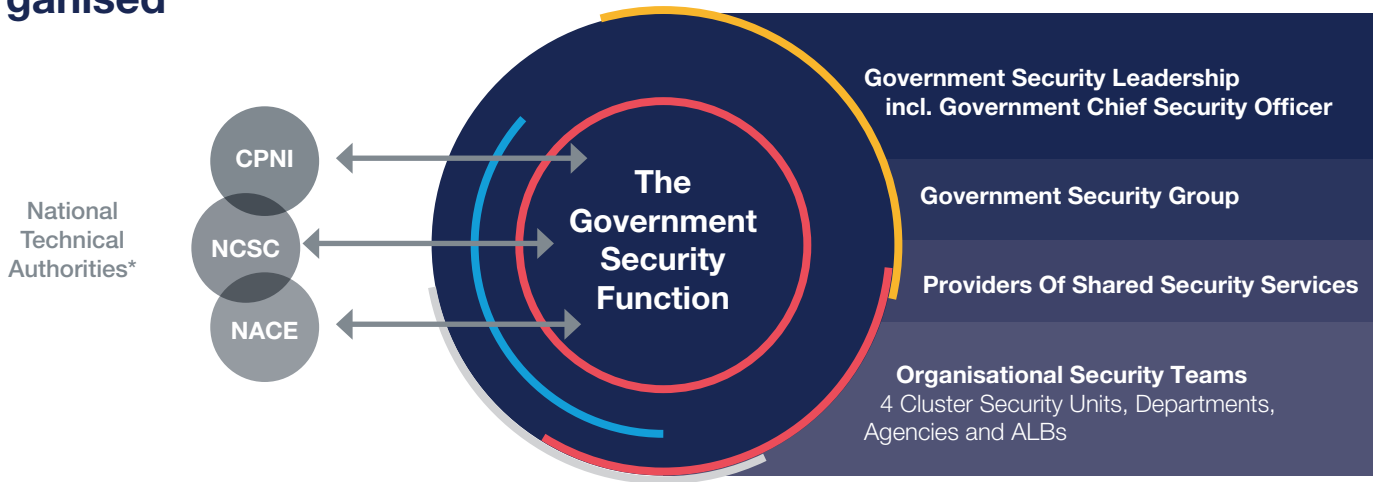 ganised
National
Technical
Authorities*
CPNI
NCSC
NACE
The
Government
Security
Function
Government Security Leadership
incl. Government Chief Security Officer
Government Security Group
Providers Of Shared Security Services
Organisational Security Teams
4 Cluster Security Units, Departments,
Agencies and ALBs